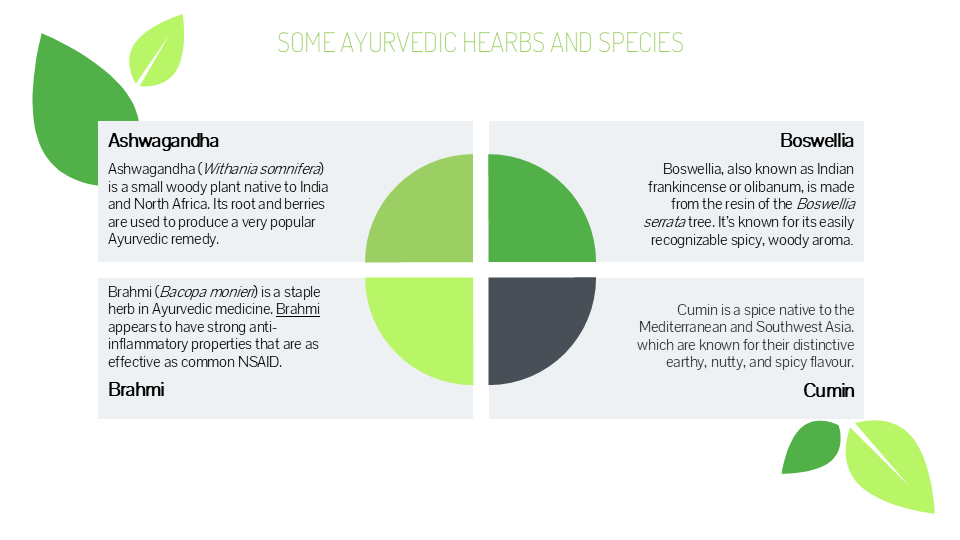 SOME AYURVEDIC HEARBS AND SPECIES
Ashwagandha
Ashwagandha (Withania somnifera)
is a small woody plant native to India
and North Africa. Its root and berries
are used to produce a very popular
Ayurvedic remedy.
Boswellia
Boswellia, also known as Indian
frankincense or olibanum, is made
from the resin of the Boswellia
serrata tree. It’s known for its easily
recognizable spicy, woody aroma.
Brahmi (Bacopa monieri) is a staple
herb in Ayurvedic medicine. Brahmi
appears to have strong anti-
inflammatory properties that are as
effective as common NSAID.
Brahmi
Cumin is a spice native to the
Mediterranean and Southwest Asia.
which are known for their distinctive
earthy, nutty, and spicy flavour.
Cumin